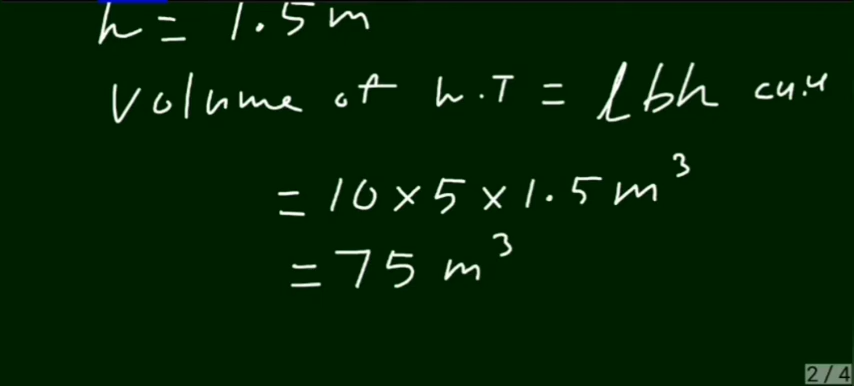 h = 1.5 m
Volume of w.T = lbh cu.u
= 10 × 5 × 1.5 m³
= 75 m³
2 / 4